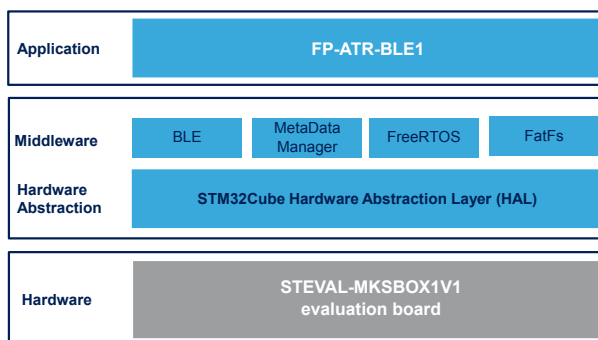 Application
FP-ATR-BLE1
Middleware
BLE
MetaData
Manager
FreeRTOS
FatFs
Hardware
Abstraction
STM32Cube Hardware Abstraction Layer (HAL)
Hardware
STEVAL-MKSBOX1V1
evaluation board